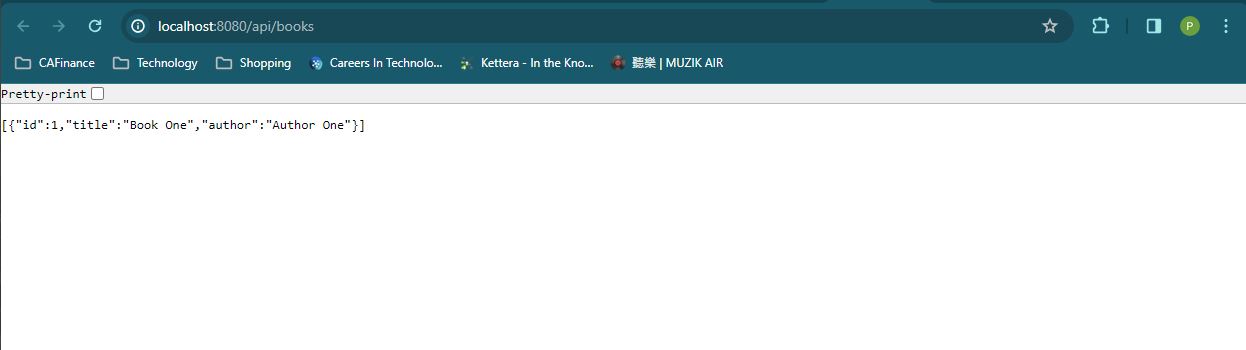 localhost:8080/api/books
P
CAFinance Technology Shopping Careers In Technolo... Kettera - In the Kno... 聽樂 | MUZIK AIR
Pretty-print
[{"id":1,"title":"Book One","author":"Author One"}]